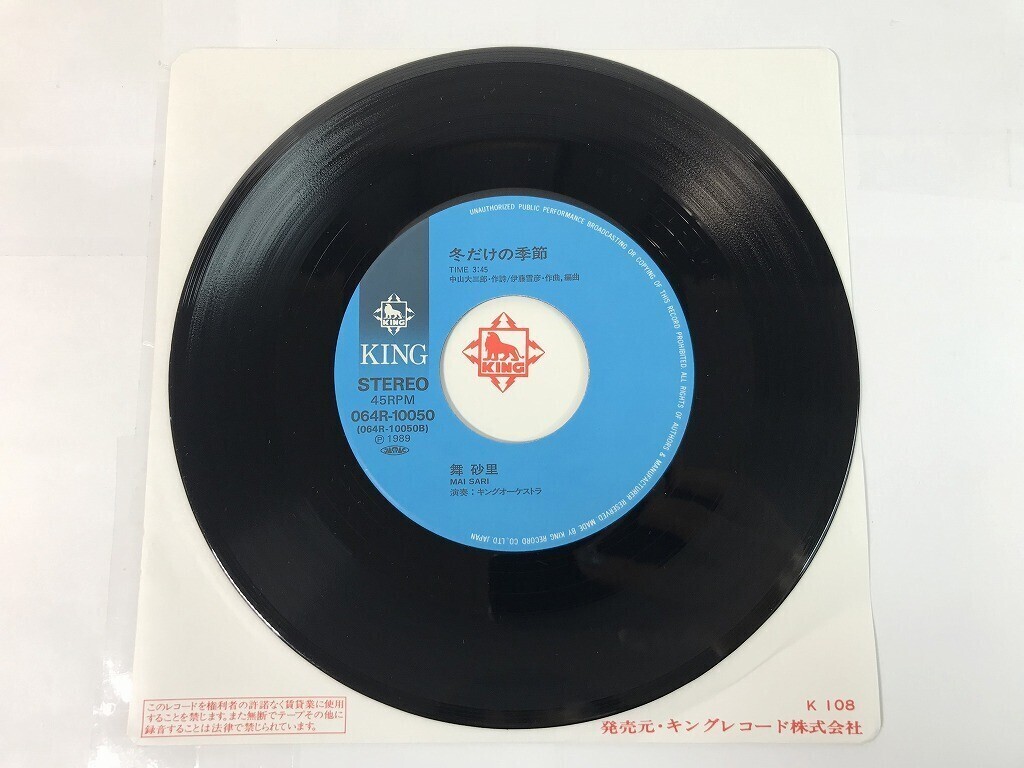 UNAUTHORIZED PUBLIC PERFORMANCE BROADCASTING OR COPYING OF THIS RECORD PROHIBITED. ALL RIGHTS OF AUTHORS & MANUFACTURER RESERVED. MADE BY KING RECORD CO., LTD. JAPAN
冬だけの季節
TIME 3:45
中山大三郎・作詩/伊藤雪彦・作曲, 編曲
KING
KING
KING
STEREO
45RPM
064R-10050
(064R-10050B)
Ⓟ 1989
JASRAC
舞 砂里
MAI SARI
演奏:キングオーケストラ
このレコードを権利者の許諾なく賃貸業に使用
することを禁じます。また無断でテープその他に
録音することは法律で禁じられています。
K 108
発売元・キングレコード株式会社